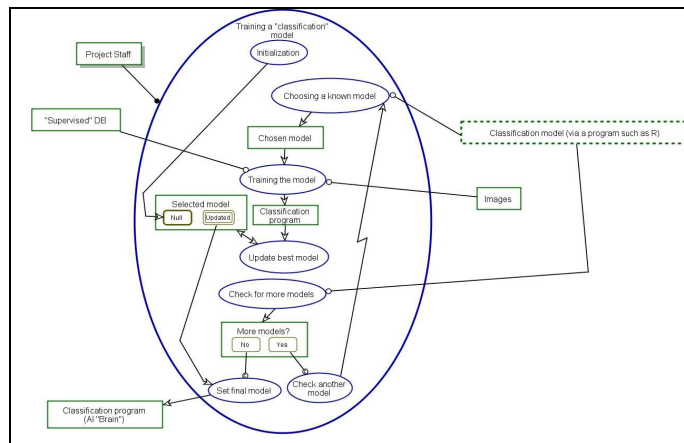 Training a "classification"
model
Project Staff
Initialization
Choosing a known model
"Supervised" DB
Classification model (via a program such as R)
Chosen model
Training the model
Selected model
Null
Updated
Classification
program
Images
Update best model
Check for more models
More models?
No
Yes
Set final model
Check another
model
Classification program
(AI "Brain")